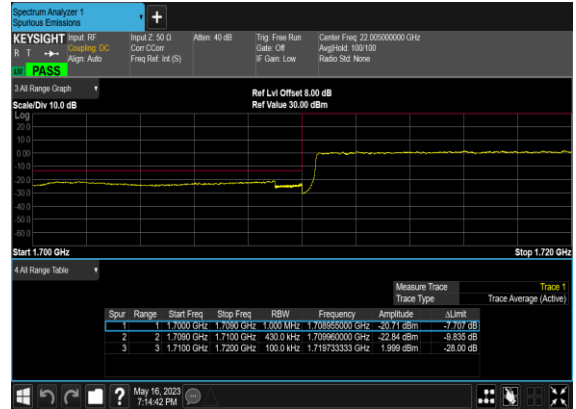 Spectrum Analyzer 1
Spurious Emissions
KEYSIGHT Input: RF Input Z: 50 Ω Atten: 40 dB Trig: Free Run Center Freq: 22.005000000 GHz
R T Coupling: DC Corr CCorr Gate: Off Avg|Hold: 100/100
Align: Auto Freq Ref: Int (S) IF Gain: Low Radio Std: None
PASS
3 All Range Graph
Ref Lvl Offset 8.00 dB
Scale/Div 10.0 dB Ref Value 30.00 dBm
Log
20.0
10.0
0.00
-10.0
-20.0
-30.0
-40.0
-50.0
-60.0
Start 1.700 GHz Stop 1.720 GHz
4 All Range Table
Measure Trace Trace 1
Trace Type Trace Average (Active)
Spur Range Start Freq Stop Freq RBW Frequency Amplitude ΔLimit
1 1 1.7000 GHz 1.7090 GHz 1.000 MHz 1.708955000 GHz -20.71 dBm -7.707 dB
2 2 1.7090 GHz 1.7100 GHz 430.0 kHz 1.709960000 GHz -22.84 dBm -9.835 dB
3 3 1.7100 GHz 1.7200 GHz 100.0 kHz 1.719733333 GHz 1.999 dBm -28.00 dB
May 16, 2023
7:14:42 PM